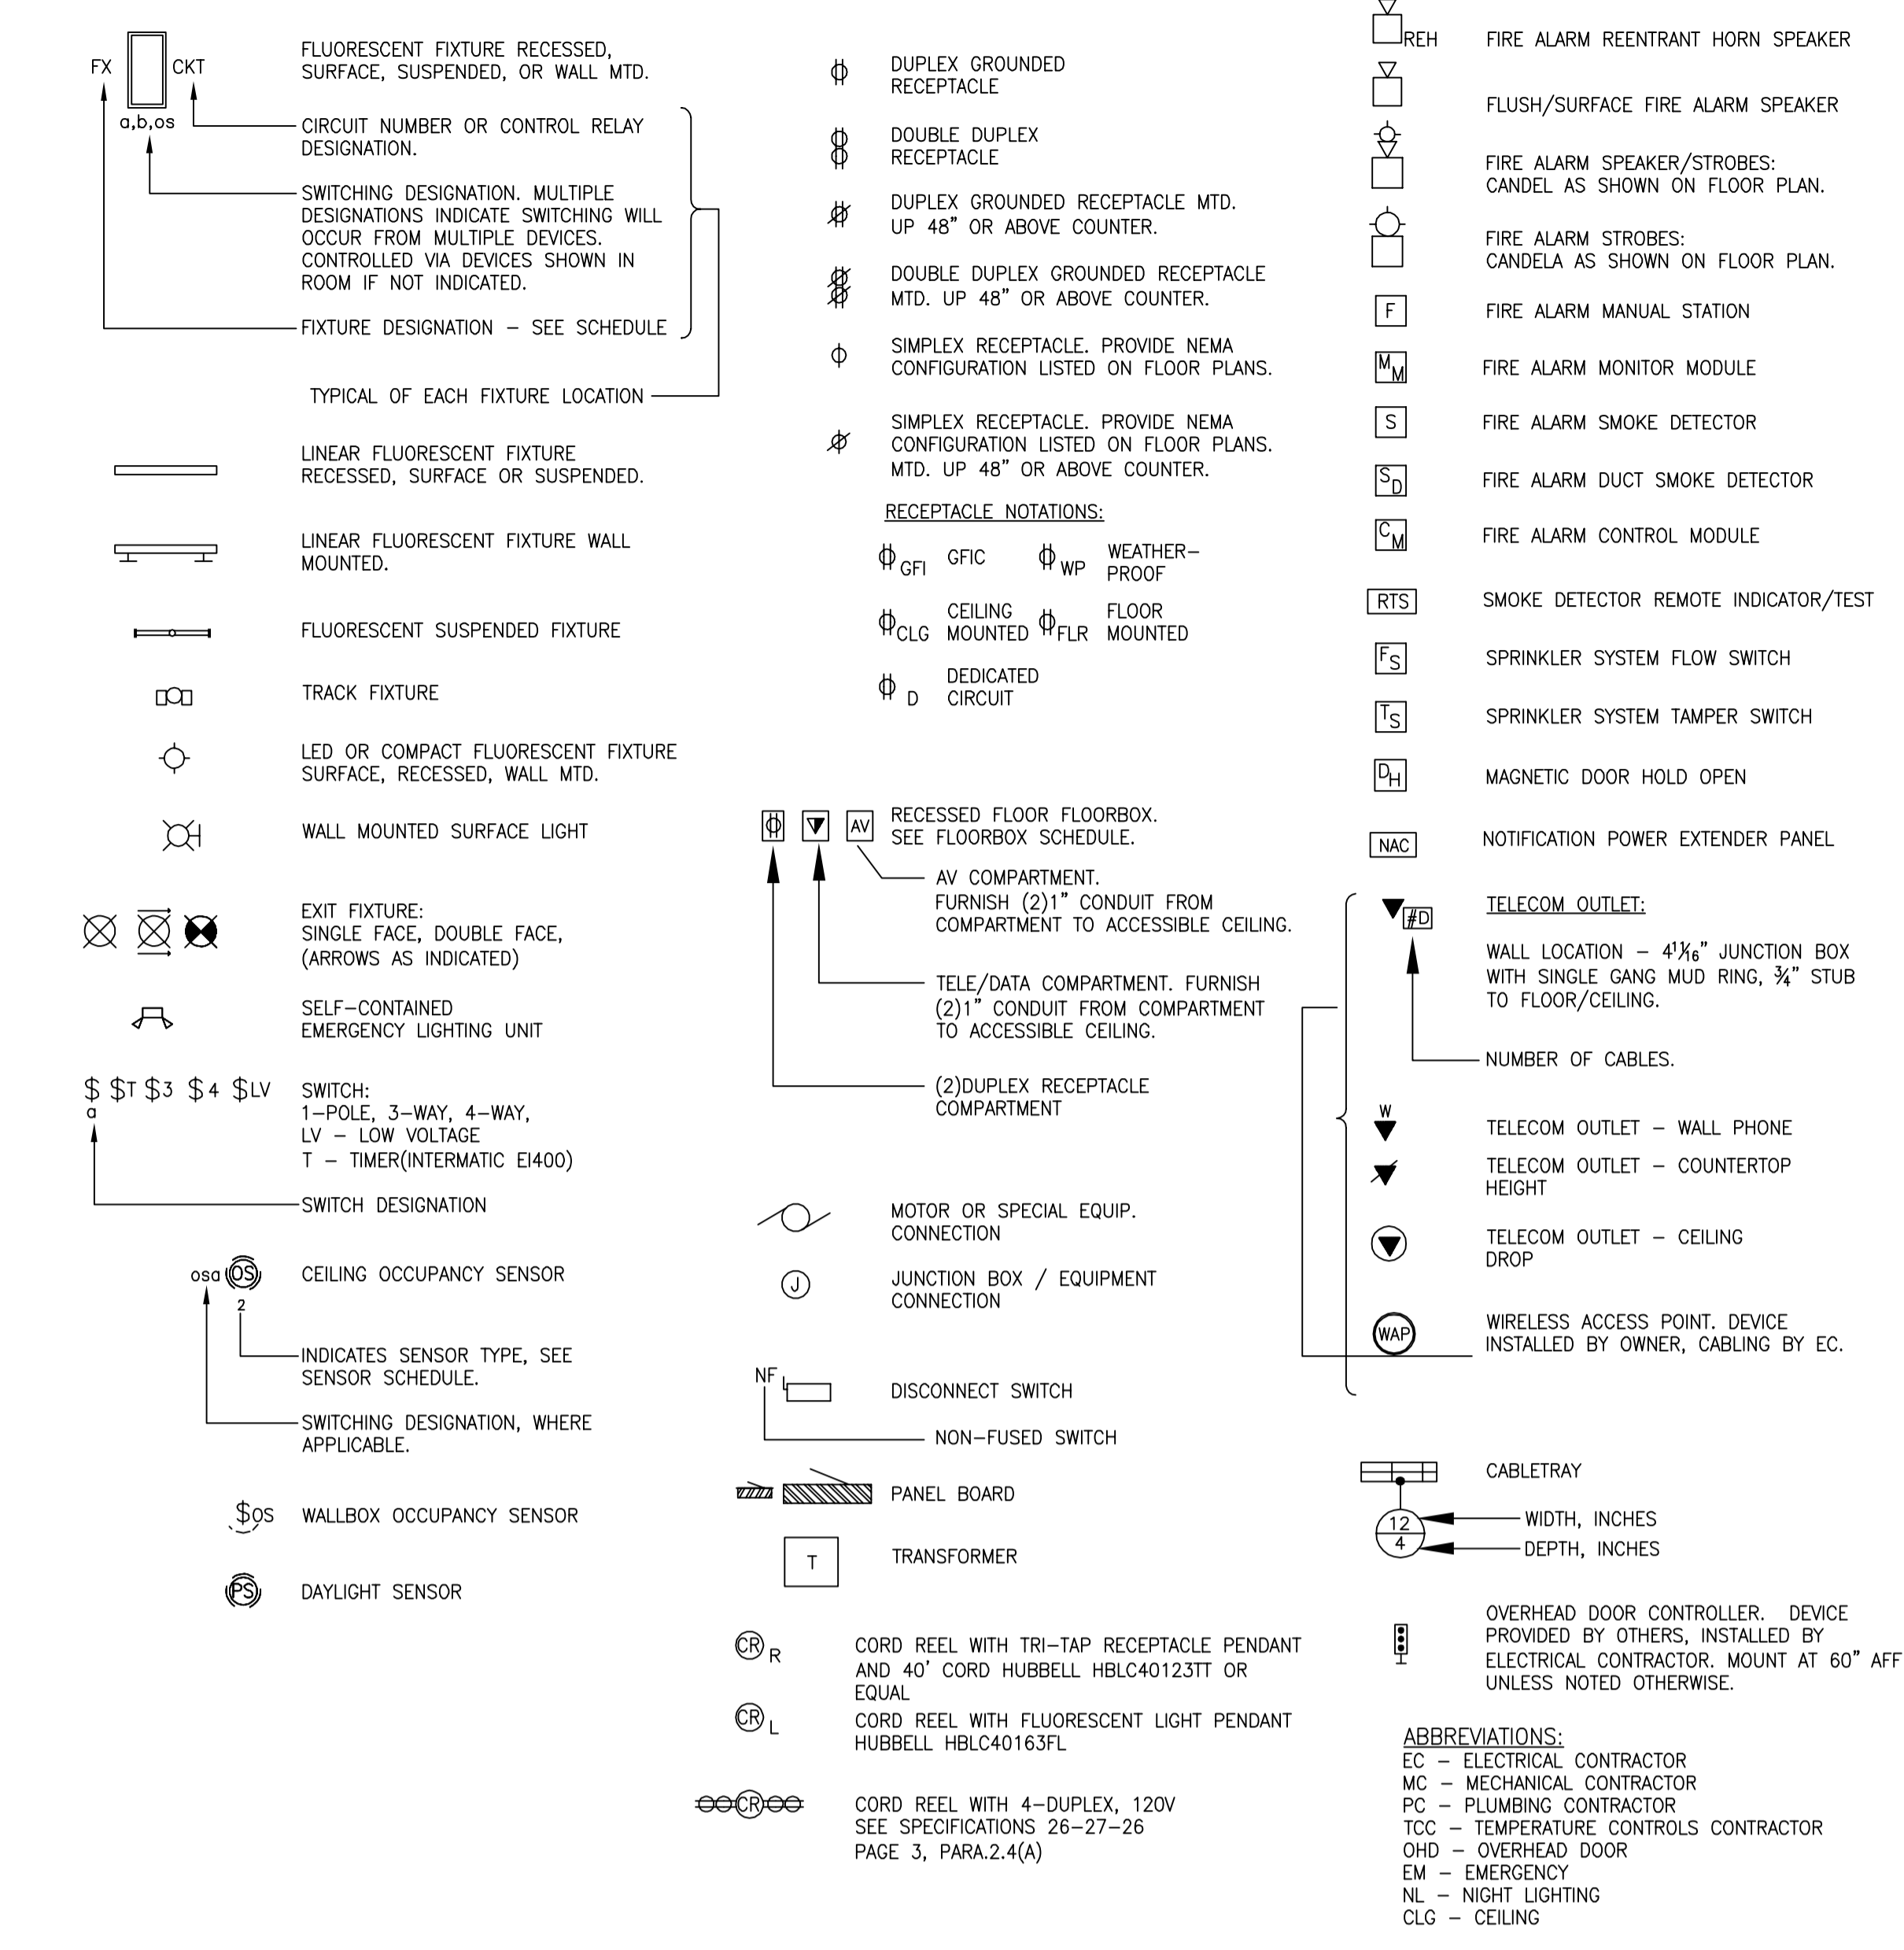 FX
CKT
a,b,os
FLUORESCENT FIXTURE RECESSED,
SURFACE, SUSPENDED, OR WALL MTD.
CIRCUIT NUMBER OR CONTROL RELAY
DESIGNATION.
SWITCHING DESIGNATION. MULTIPLE
DESIGNATIONS INDICATE SWITCHING WILL
OCCUR FROM MULTIPLE DEVICES.
CONTROLLED VIA DEVICES SHOWN IN
ROOM IF NOT INDICATED.
FIXTURE DESIGNATION – SEE SCHEDULE
TYPICAL OF EACH FIXTURE LOCATION
LINEAR FLUORESCENT FIXTURE
RECESSED, SURFACE OR SUSPENDED.
LINEAR FLUORESCENT FIXTURE WALL
MOUNTED.
FLUORESCENT SUSPENDED FIXTURE
TRACK FIXTURE
LED OR COMPACT FLUORESCENT FIXTURE
SURFACE, RECESSED, WALL MTD.
WALL MOUNTED SURFACE LIGHT
EXIT FIXTURE:
SINGLE FACE, DOUBLE FACE,
(ARROWS AS INDICATED)
SELF–CONTAINED
EMERGENCY LIGHTING UNIT
$ $T $3 $4 $LV
a
SWITCH:
1–POLE, 3–WAY, 4–WAY,
LV – LOW VOLTAGE
T – TIMER(INTERMATIC EI400)
SWITCH DESIGNATION
osa OS
2
CEILING OCCUPANCY SENSOR
INDICATES SENSOR TYPE, SEE
SENSOR SCHEDULE.
SWITCHING DESIGNATION, WHERE
APPLICABLE.
$OS
WALLBOX OCCUPANCY SENSOR
PS
DAYLIGHT SENSOR
DUPLEX GROUNDED
RECEPTACLE
DOUBLE DUPLEX
RECEPTACLE
DUPLEX GROUNDED RECEPTACLE MTD.
UP 48" OR ABOVE COUNTER.
DOUBLE DUPLEX GROUNDED RECEPTACLE
MTD. UP 48" OR ABOVE COUNTER.
SIMPLEX RECEPTACLE. PROVIDE NEMA
CONFIGURATION LISTED ON FLOOR PLANS.
SIMPLEX RECEPTACLE. PROVIDE NEMA
CONFIGURATION LISTED ON FLOOR PLANS.
MTD. UP 48" OR ABOVE COUNTER.
RECEPTACLE NOTATIONS:
GFI
GFIC
WP
WEATHER–
PROOF
CLG
CEILING
MOUNTED
FLR
FLOOR
MOUNTED
D
DEDICATED
CIRCUIT
AV
RECESSED FLOOR FLOORBOX.
SEE FLOORBOX SCHEDULE.
AV COMPARTMENT.
FURNISH (2)1" CONDUIT FROM
COMPARTMENT TO ACCESSIBLE CEILING.
TELE/DATA COMPARTMENT. FURNISH
(2)1" CONDUIT FROM COMPARTMENT
TO ACCESSIBLE CEILING.
(2)DUPLEX RECEPTACLE
COMPARTMENT
MOTOR OR SPECIAL EQUIP.
CONNECTION
J
JUNCTION BOX / EQUIPMENT
CONNECTION
NF
DISCONNECT SWITCH
NON–FUSED SWITCH
PANEL BOARD
T
TRANSFORMER
CR R
CORD REEL WITH TRI–TAP RECEPTACLE PENDANT
AND 40' CORD HUBBELL HBLC40123TT OR
EQUAL
CR L
CORD REEL WITH FLUORESCENT LIGHT PENDANT
HUBBELL HBLC40163FL
CR
CORD REEL WITH 4–DUPLEX, 120V
SEE SPECIFICATIONS 26–27–26
PAGE 3, PARA.2.4(A)
REH
FIRE ALARM REENTRANT HORN SPEAKER
FLUSH/SURFACE FIRE ALARM SPEAKER
FIRE ALARM SPEAKER/STROBES:
CANDEL AS SHOWN ON FLOOR PLAN.
FIRE ALARM STROBES:
CANDELA AS SHOWN ON FLOOR PLAN.
F
FIRE ALARM MANUAL STATION
MM
FIRE ALARM MONITOR MODULE
S
FIRE ALARM SMOKE DETECTOR
SD
FIRE ALARM DUCT SMOKE DETECTOR
CM
FIRE ALARM CONTROL MODULE
RTS
SMOKE DETECTOR REMOTE INDICATOR/TEST
FS
SPRINKLER SYSTEM FLOW SWITCH
TS
SPRINKLER SYSTEM TAMPER SWITCH
DH
MAGNETIC DOOR HOLD OPEN
NAC
NOTIFICATION POWER EXTENDER PANEL
#D
TELECOM OUTLET:
WALL LOCATION – 4 11/16" JUNCTION BOX
WITH SINGLE GANG MUD RING, 3/4" STUB
TO FLOOR/CEILING.
NUMBER OF CABLES.
W
TELECOM OUTLET – WALL PHONE
TELECOM OUTLET – COUNTERTOP
HEIGHT
TELECOM OUTLET – CEILING
DROP
WAP
WIRELESS ACCESS POINT. DEVICE
INSTALLED BY OWNER, CABLING BY EC.
CABLETRAY
12
WIDTH, INCHES
4
DEPTH, INCHES
OVERHEAD DOOR CONTROLLER. DEVICE
PROVIDED BY OTHERS, INSTALLED BY
ELECTRICAL CONTRACTOR. MOUNT AT 60" AFF
UNLESS NOTED OTHERWISE.
ABBREVIATIONS:
EC – ELECTRICAL CONTRACTOR
MC – MECHANICAL CONTRACTOR
PC – PLUMBING CONTRACTOR
TCC – TEMPERATURE CONTROLS CONTRACTOR
OHD – OVERHEAD DOOR
EM – EMERGENCY
NL – NIGHT LIGHTING
CLG – CEILING